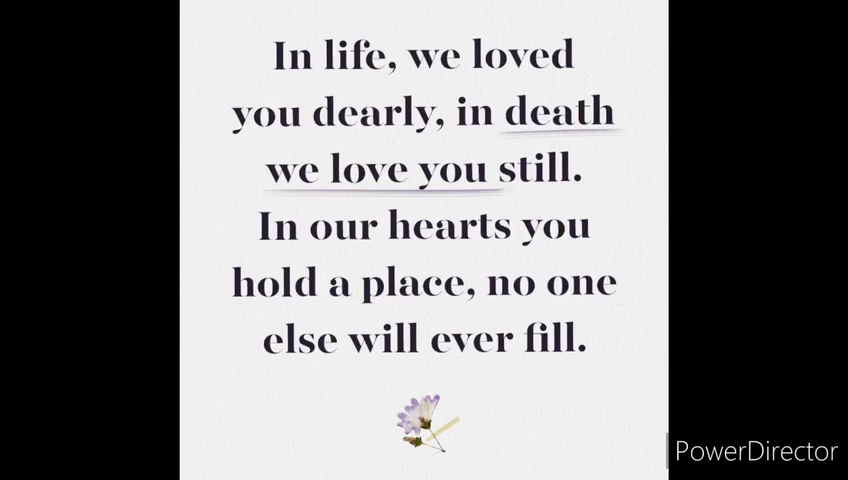 In life, we loved
you dearly, in death
we love you still.
In our hearts you
hold a place, no one
else will ever fill.
PowerDirector